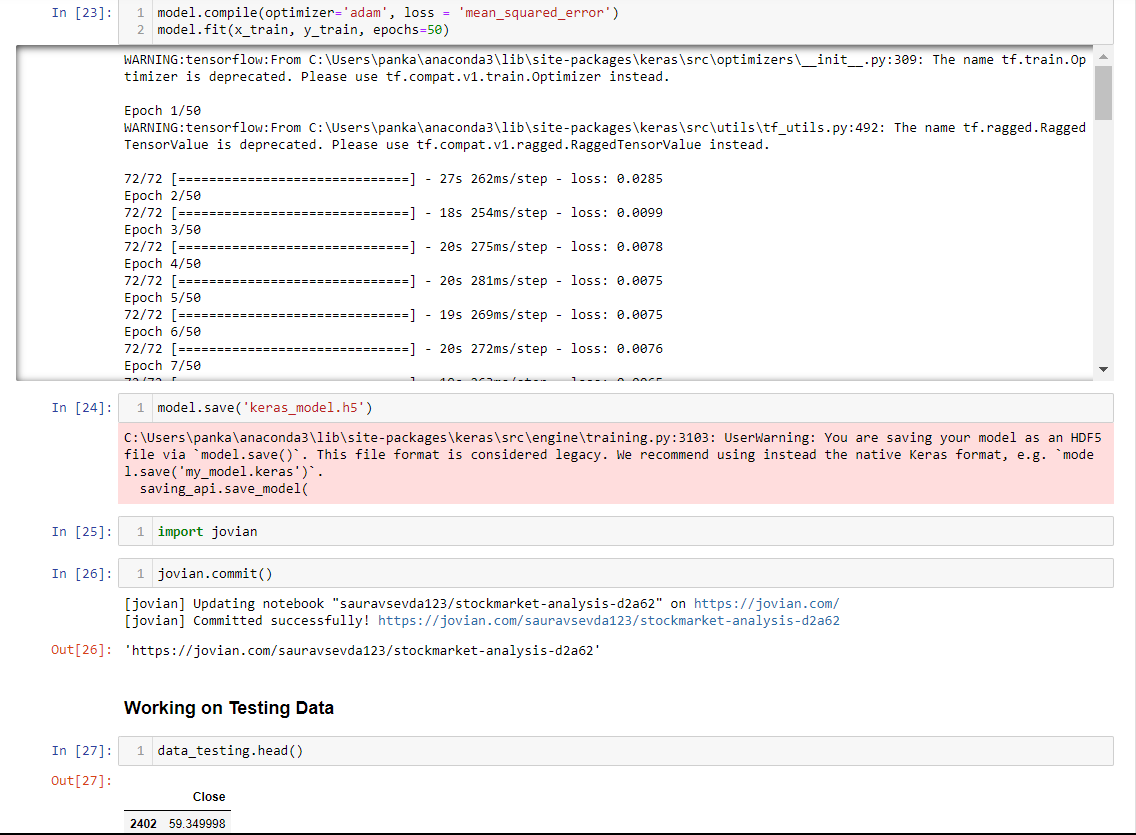 In [23]: 1 model.compile(optimizer='adam', loss = 'mean_squared_error')
2 model.fit(x_train, y_train, epochs=50)
WARNING:tensorflow:From C:\Users\panka\anaconda3\lib\site-packages\keras\src\optimizers\__init__.py:309: The name tf.train.Op
timizer is deprecated. Please use tf.compat.v1.train.Optimizer instead.
Epoch 1/50
WARNING:tensorflow:From C:\Users\panka\anaconda3\lib\site-packages\keras\src\utils\tf_utils.py:492: The name tf.ragged.Ragged
TensorValue is deprecated. Please use tf.compat.v1.ragged.RaggedTensorValue instead.
72/72 [==============================] - 27s 262ms/step - loss: 0.0285
Epoch 2/50
72/72 [==============================] - 18s 254ms/step - loss: 0.0099
Epoch 3/50
72/72 [==============================] - 20s 275ms/step - loss: 0.0078
Epoch 4/50
72/72 [==============================] - 20s 281ms/step - loss: 0.0075
Epoch 5/50
72/72 [==============================] - 19s 269ms/step - loss: 0.0075
Epoch 6/50
72/72 [==============================] - 20s 272ms/step - loss: 0.0076
Epoch 7/50
In [24]: 1 model.save('keras_model.h5')
C:\Users\panka\anaconda3\lib\site-packages\keras\src\engine\training.py:3103: UserWarning: You are saving your model as an HDF5
file via `model.save()`. This file format is considered legacy. We recommend using instead the native Keras format, e.g. `mode
l.save('my_model.keras')`.
saving_api.save_model(
In [25]: 1 import jovian
In [26]: 1 jovian.commit()
[jovian] Updating notebook "sauravsevda123/stockmarket-analysis-d2a62" on https://jovian.com/
[jovian] Committed successfully! https://jovian.com/sauravsevda123/stockmarket-analysis-d2a62
Out[26]: 'https://jovian.com/sauravsevda123/stockmarket-analysis-d2a62'
Working on Testing Data
In [27]: 1 data_testing.head()
Out[27]:
Close
2402 59.349998